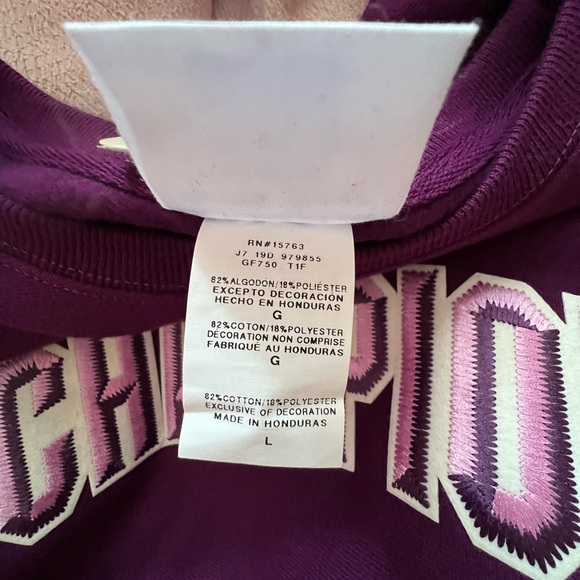 RN#15763
J7 19D 979855
GF750 T1F
82%ALGODON/18%POLIÉSTER
EXCEPTO DECORACIÓN
HECHO EN HONDURAS
G
82%COTON/18%POLYESTER
DÉCORATION NON COMPRISE
FABRIQUÉ AU HONDURAS
G
82%COTTON/18%POLYESTER
EXCLUSIVE OF DECORATION
MADE IN HONDURAS
L
CHMPIO